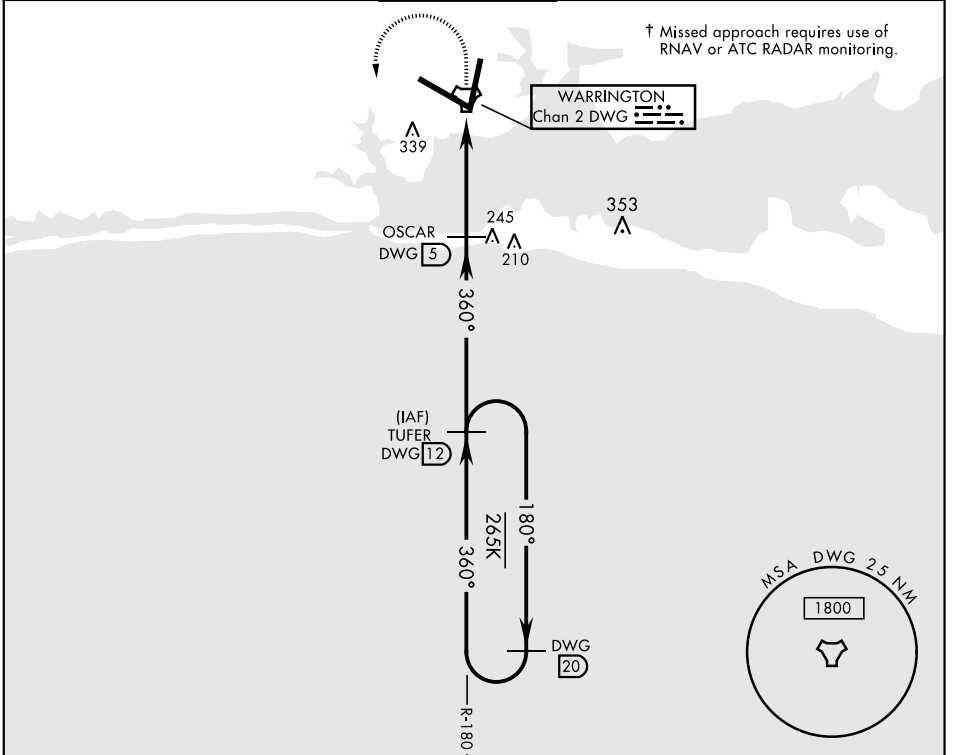 † Missed approach requires use of
RNAV or ATC RADAR monitoring.
WARRINGTON
Chan 2 DWG
339
353
245
OSCAR
DWG 5
210
360°
(IAF)
TUFER
DWG 12
180°
265K
360°
MSA DWG 25 NM
1800
DWG
20
R-180